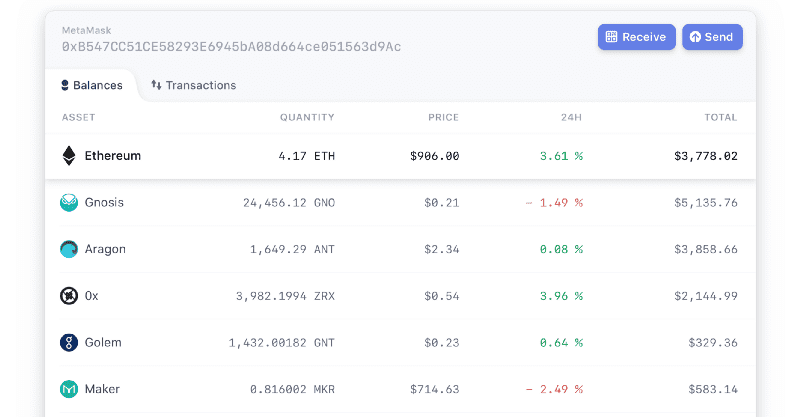 MetaMask
0xB547CC51CE58293E6945bA08d664ce051563d9Ac
Receive Send
Balances Transactions
ASSET QUANTITY PRICE 24H TOTAL
Ethereum 4.17 ETH $906.00 3.61 % $3,778.02
Gnosis 24,456.12 GNO $0.21 − 1.49 % $5,135.76
Aragon 1,649.29 ANT $2.34 0.08 % $3,858.66
0x 3,982.1994 ZRX $0.54 3.96 % $2,144.99
Golem 1,432.00182 GNT $0.23 0.64 % $329.36
Maker 0.816002 MKR $714.63 − 2.49 % $583.14